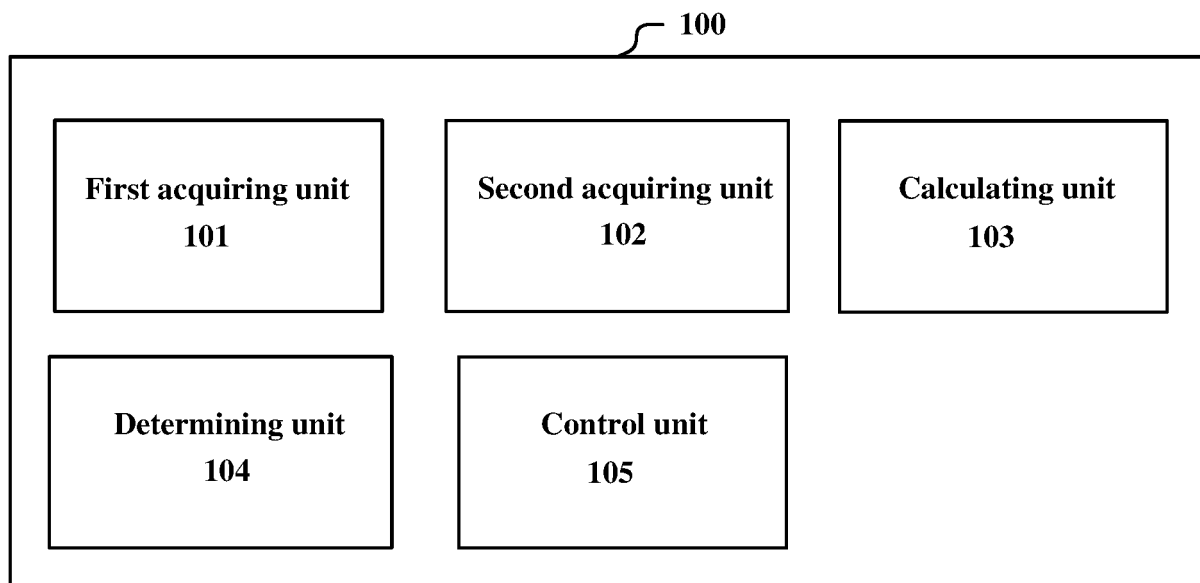 100
First acquiring unit
101
Second acquiring unit
102
Calculating unit
103
Determining unit
104
Control unit
105